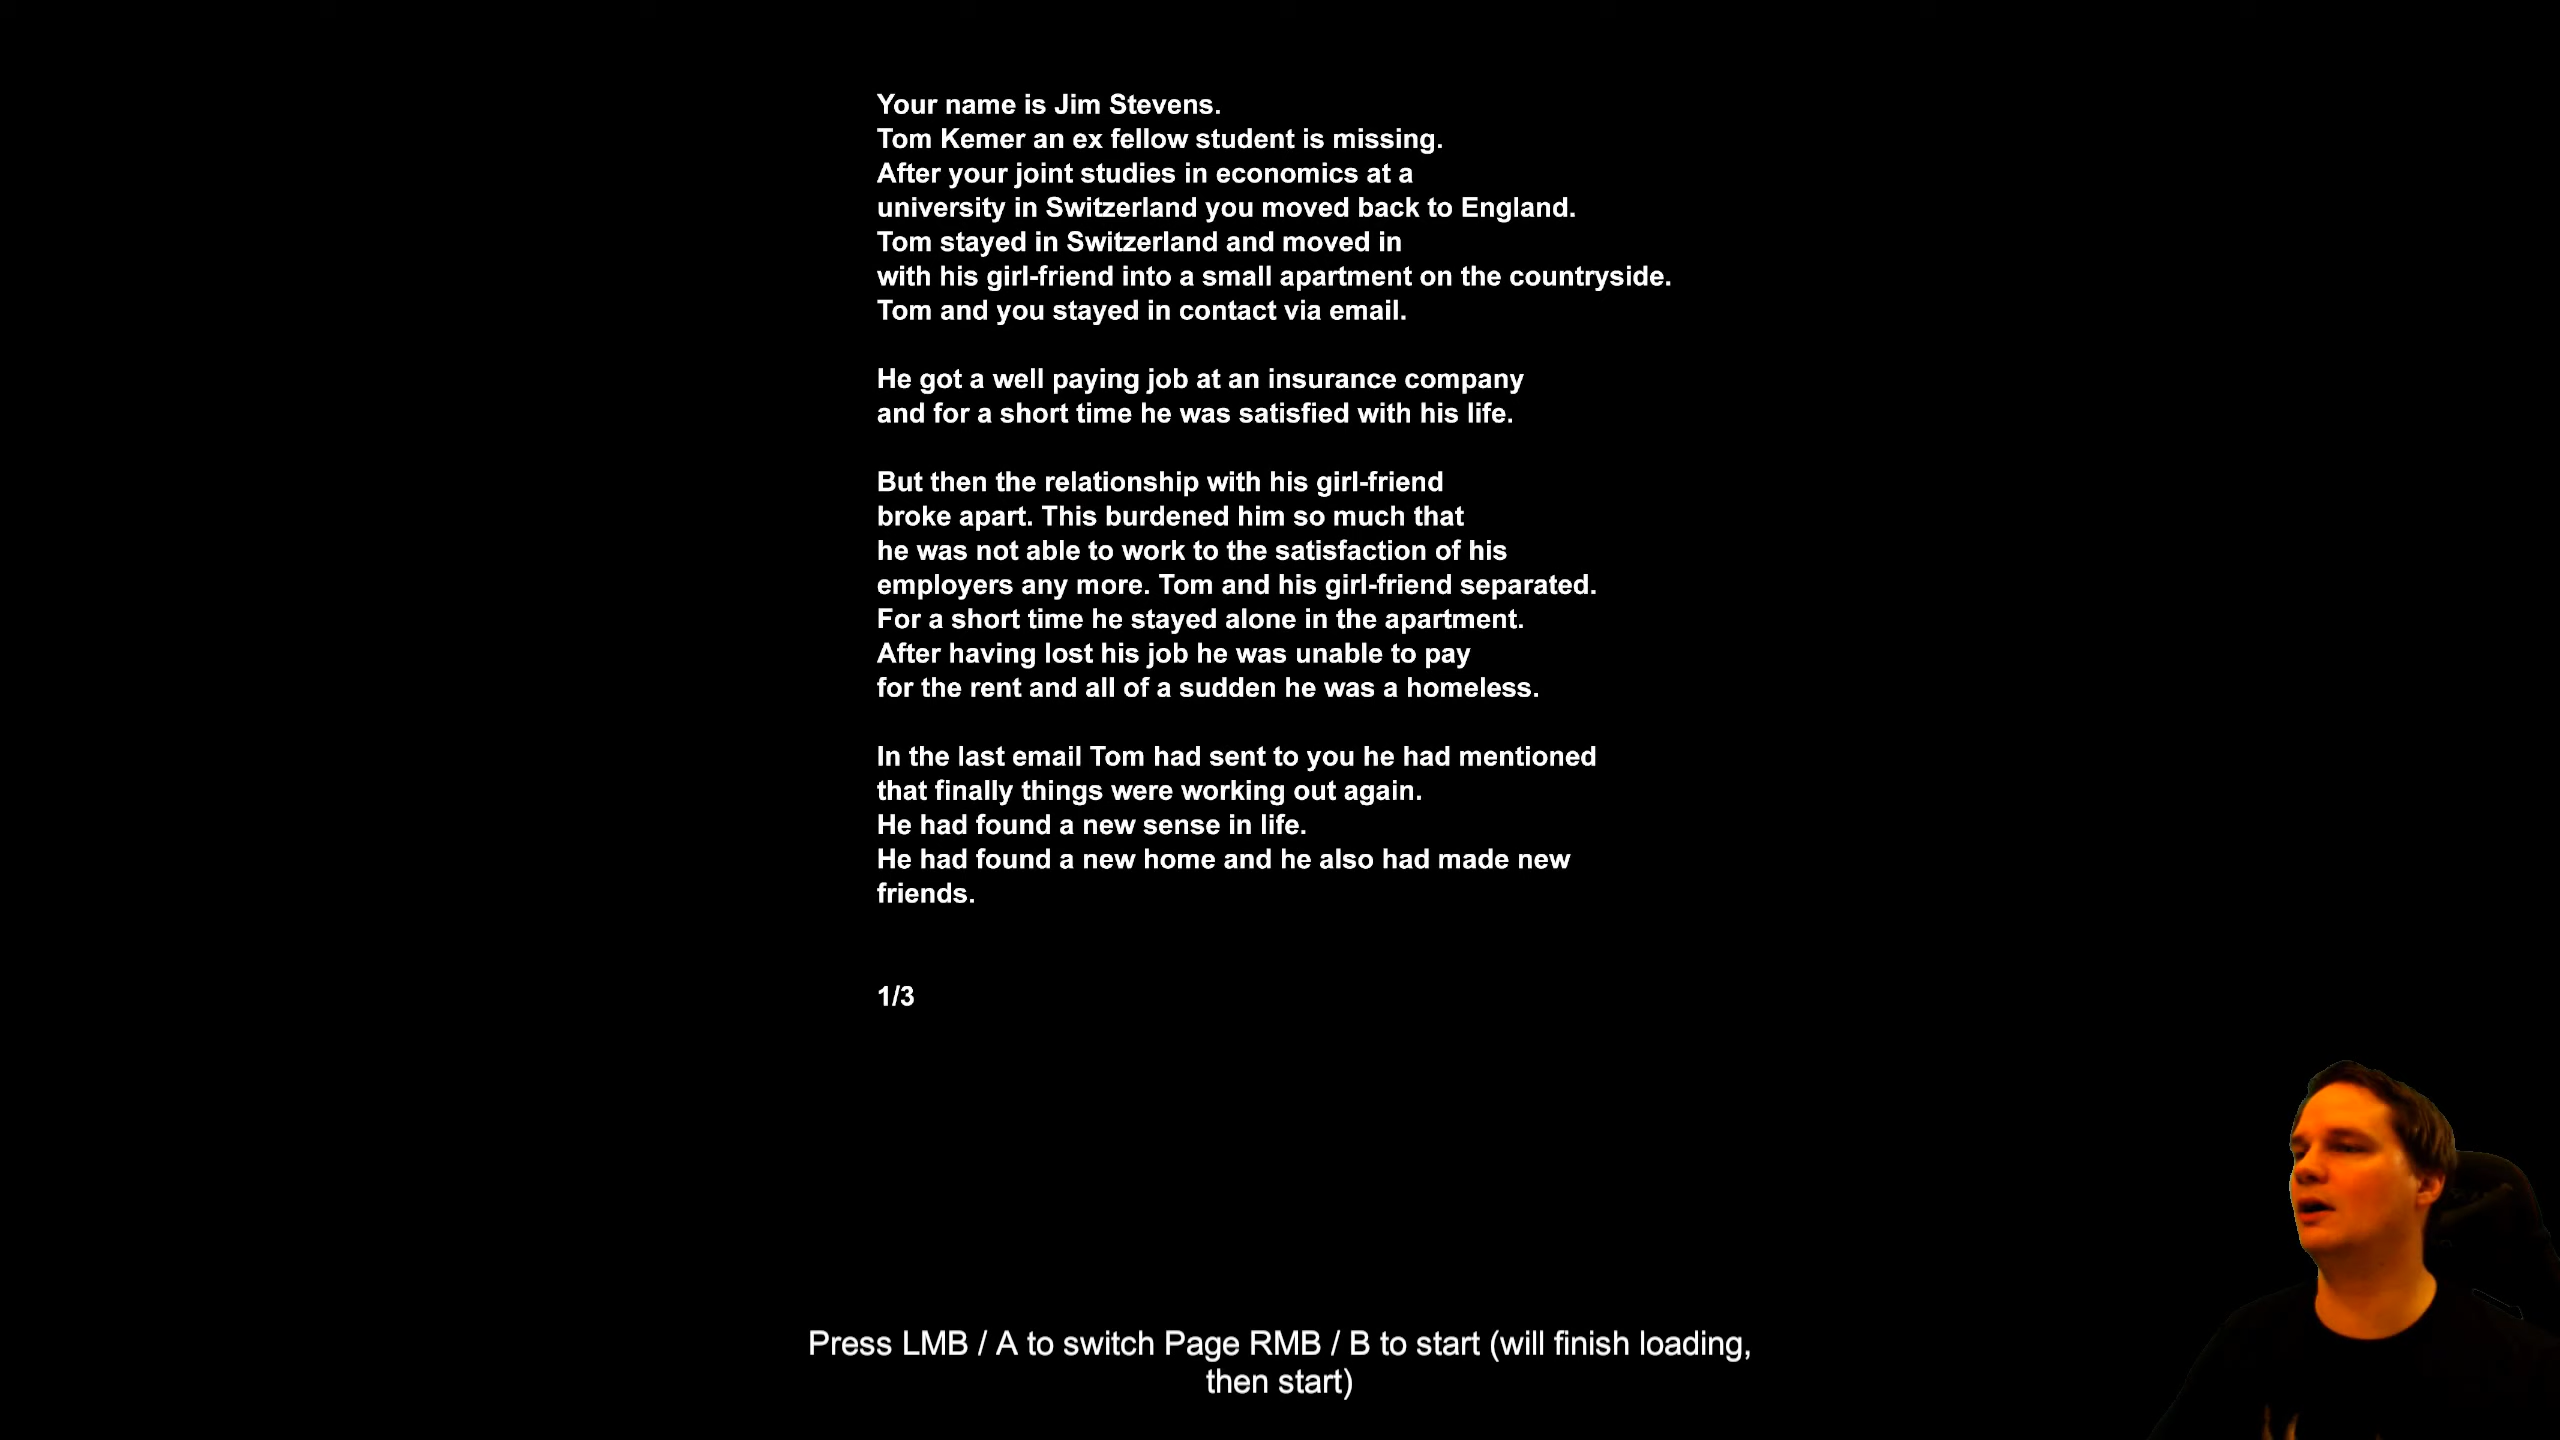 Your name is Jim Stevens.
Tom Kemer an ex fellow student is missing.
After your joint studies in economics at a
university in Switzerland you moved back to England.
Tom stayed in Switzerland and moved in
with his girl-friend into a small apartment on the countryside.
Tom and you stayed in contact via email.
He got a well paying job at an insurance company
and for a short time he was satisfied with his life.
But then the relationship with his girl-friend
broke apart. This burdened him so much that
he was not able to work to the satisfaction of his
employers any more. Tom and his girl-friend separated.
For a short time he stayed alone in the apartment.
After having lost his job he was unable to pay
for the rent and all of a sudden he was a homeless.
In the last email Tom had sent to you he had mentioned
that finally things were working out again.
He had found a new sense in life.
He had found a new home and he also had made new
friends.
1/3
Press LMB / A to switch Page RMB / B to start (will finish loading,
then start)